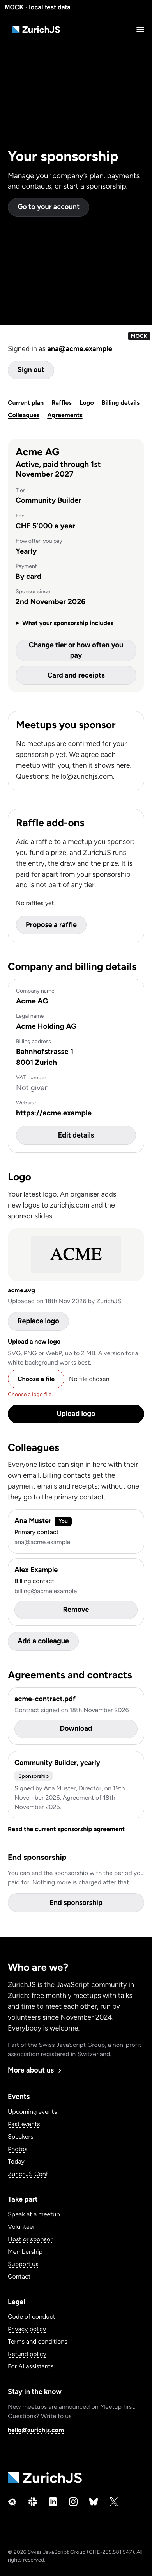 MOCK · local test data
ZurichJS
Your sponsorship
Manage your company's plan, payments
and contacts, or start a sponsorship.
Go to your account
MOCK
Signed in as ana@acme.example
Sign out
Current plan Raffles Logo Billing details
Colleagues Agreements
Acme AG
Active, paid through 1st
November 2027
Tier
Community Builder
Fee
CHF 5'000 a year
How often you pay
Yearly
Payment
By card
Sponsor since
2nd November 2026
What your sponsorship includes
Change tier or how often you
pay
Card and receipts
Meetups you sponsor
No meetups are confirmed for your
sponsorship yet. We agree each
meetup with you, then it shows here.
Questions: hello@zurichjs.com.
Raffle add-ons
Add a raffle to a meetup you sponsor:
you fund a prize, and ZurichJS and
you agree the draw and the prize. It is
paid for apart from your sponsorship
and is not part of any tier.
No raffles yet.
Propose a raffle
Company and billing details
Company name
Acme AG
Legal name
Acme Holding AG
Billing address
Bahnhofstrasse 1
8001 Zurich
VAT number
Not given
Website
https://acme.example
Edit details
Logo
Your latest logo. An organiser adds
new logos to zurichjs.com and the
sponsor slides.
ACME
acme.svg
Uploaded on 18th Nov 2026 by ZurichJS
Replace logo
Upload a new logo
SVG, PNG or WebP, up to 2 MB. A version for a
white background works best.
Choose a file No file chosen
Choose a logo file.
Upload logo
Colleagues
Everyone listed can sign in here with their
own email. Billing contacts get the
payment emails and receipts; without one,
they go to the primary contact.
Ana Muster You
Primary contact
ana@acme.example
Alex Example
Billing contact
billing@acme.example
Remove
Add a colleague
Agreements and contracts
acme-contract.pdf
Contract signed on 18th November 2026
Download
Community Builder, yearly
Sponsorship
Signed by Ana Muster, Director, on 19th
November 2026. Agreement of 18th
November 2026.
Read the current sponsorship agreement
End sponsorship
You can end the sponsorship with the period you
paid for. Nothing more is charged after that.
End sponsorship
Who are we?
ZurichJS is the JavaScript community in
Zurich: free monthly meetups with talks
and time to meet each other, run by
volunteers since November 2024.
Everybody is welcome.
Part of the Swiss JavaScript Group, a non-profit
association registered in Switzerland.
More about us
Events
Upcoming events
Past events
Speakers
Photos
Today
ZurichJS Conf
Take part
Speak at a meetup
Volunteer
Host or sponsor
Membership
Support us
Contact
Legal
Code of conduct
Privacy policy
Terms and conditions
Refund policy
For AI assistants
Stay in the know
New meetups are announced on Meetup first.
Questions? Write to us.
hello@zurichjs.com
ZurichJS
© 2026 Swiss JavaScript Group (CHE-255.581.547). All
rights reserved.